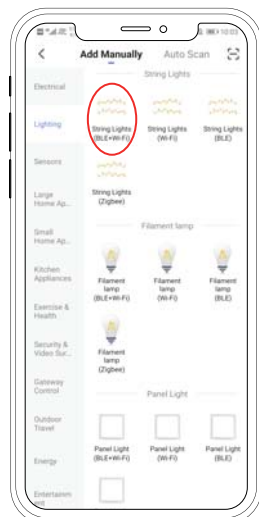 10:03
Add Manually Auto Scan
Electrical
Lighting
Sensors
Large
Home Ap...
Small
Home Ap...
Kitchen
Appliances
Exercise &
Health
Security &
Video Sur...
Gateway
Control
Outdoor
Travel
Energy
Entertainm
ent
String Lights
String Lights
(BLE+Wi-Fi)
String Lights
(Wi-Fi)
String Lights
(BLE)
String Lights
(Zigbee)
Filament lamp
Filament
lamp
(BLE+Wi-Fi)
Filament
lamp
(Wi-Fi)
Filament
lamp
(BLE)
Filament
lamp
(Zigbee)
Panel Light
Panel Light
(BLE+Wi-Fi)
Panel Light
(Wi-Fi)
Panel Light
(BLE)